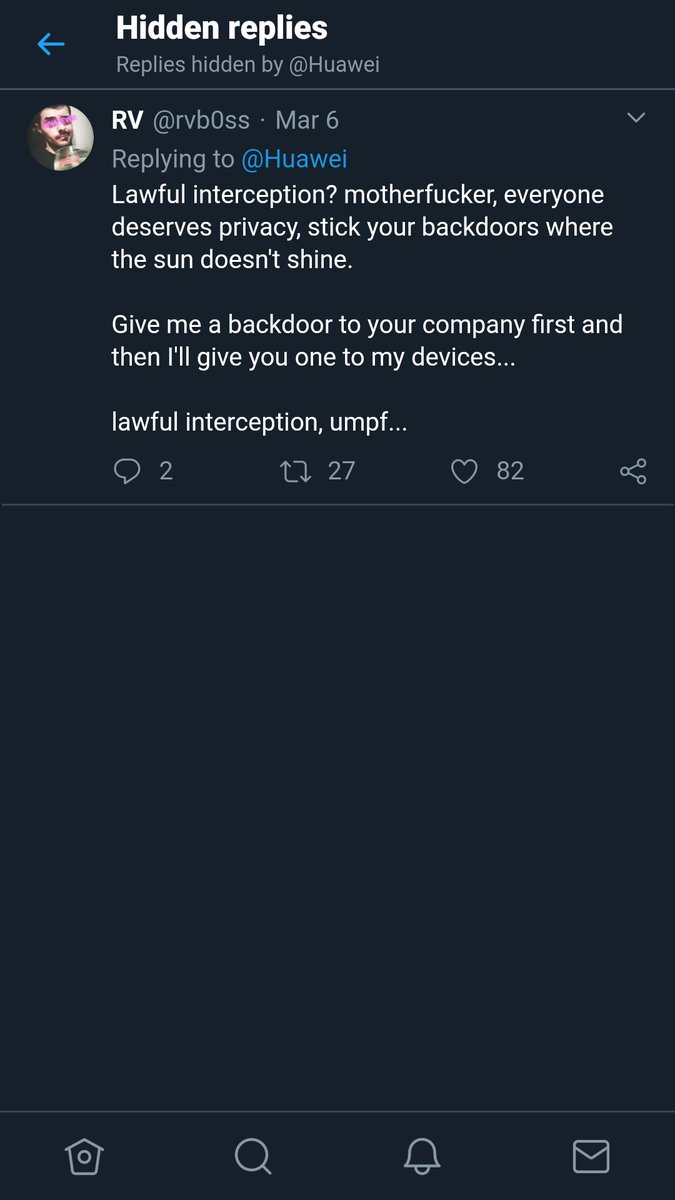 Hidden replies
Replies hidden by @Huawei
RV @rvb0ss · Mar 6
Replying to @Huawei
Lawful interception? motherfucker, everyone
deserves privacy, stick your backdoors where
the sun doesn't shine.
Give me a backdoor to your company first and
then I'll give you one to my devices...
lawful interception, umpf...
2 27 82